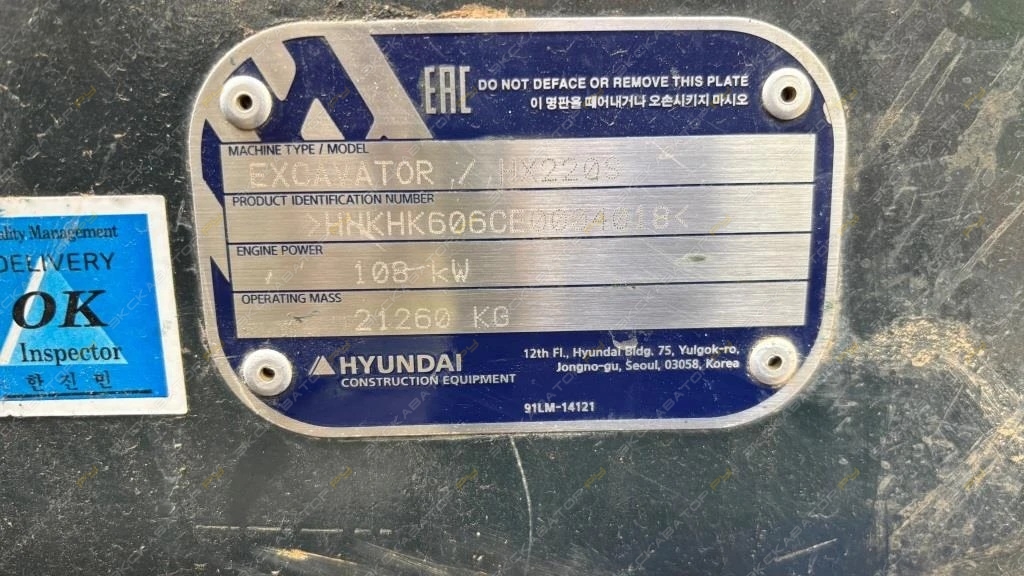 EAC
DO NOT DEFACE OR REMOVE THIS PLATE
이 명판을 떼어내거나 오손시키지 마시오
MACHINE TYPE / MODEL
EXCAVATOR / HX220S
PRODUCT IDENTIFICATION NUMBER
>HHKHK606CE0004018<
ENGINE POWER
/ 108 kW
OPERATING MASS
21260 KG
HYUNDAI
CONSTRUCTION EQUIPMENT
12th Fl., Hyundai Bldg. 75, Yulgok-ro,
Jongno-gu, Seoul, 03058, Korea
91LM-14121
ality Management
DELIVERY
OK
Inspector
한 진 민